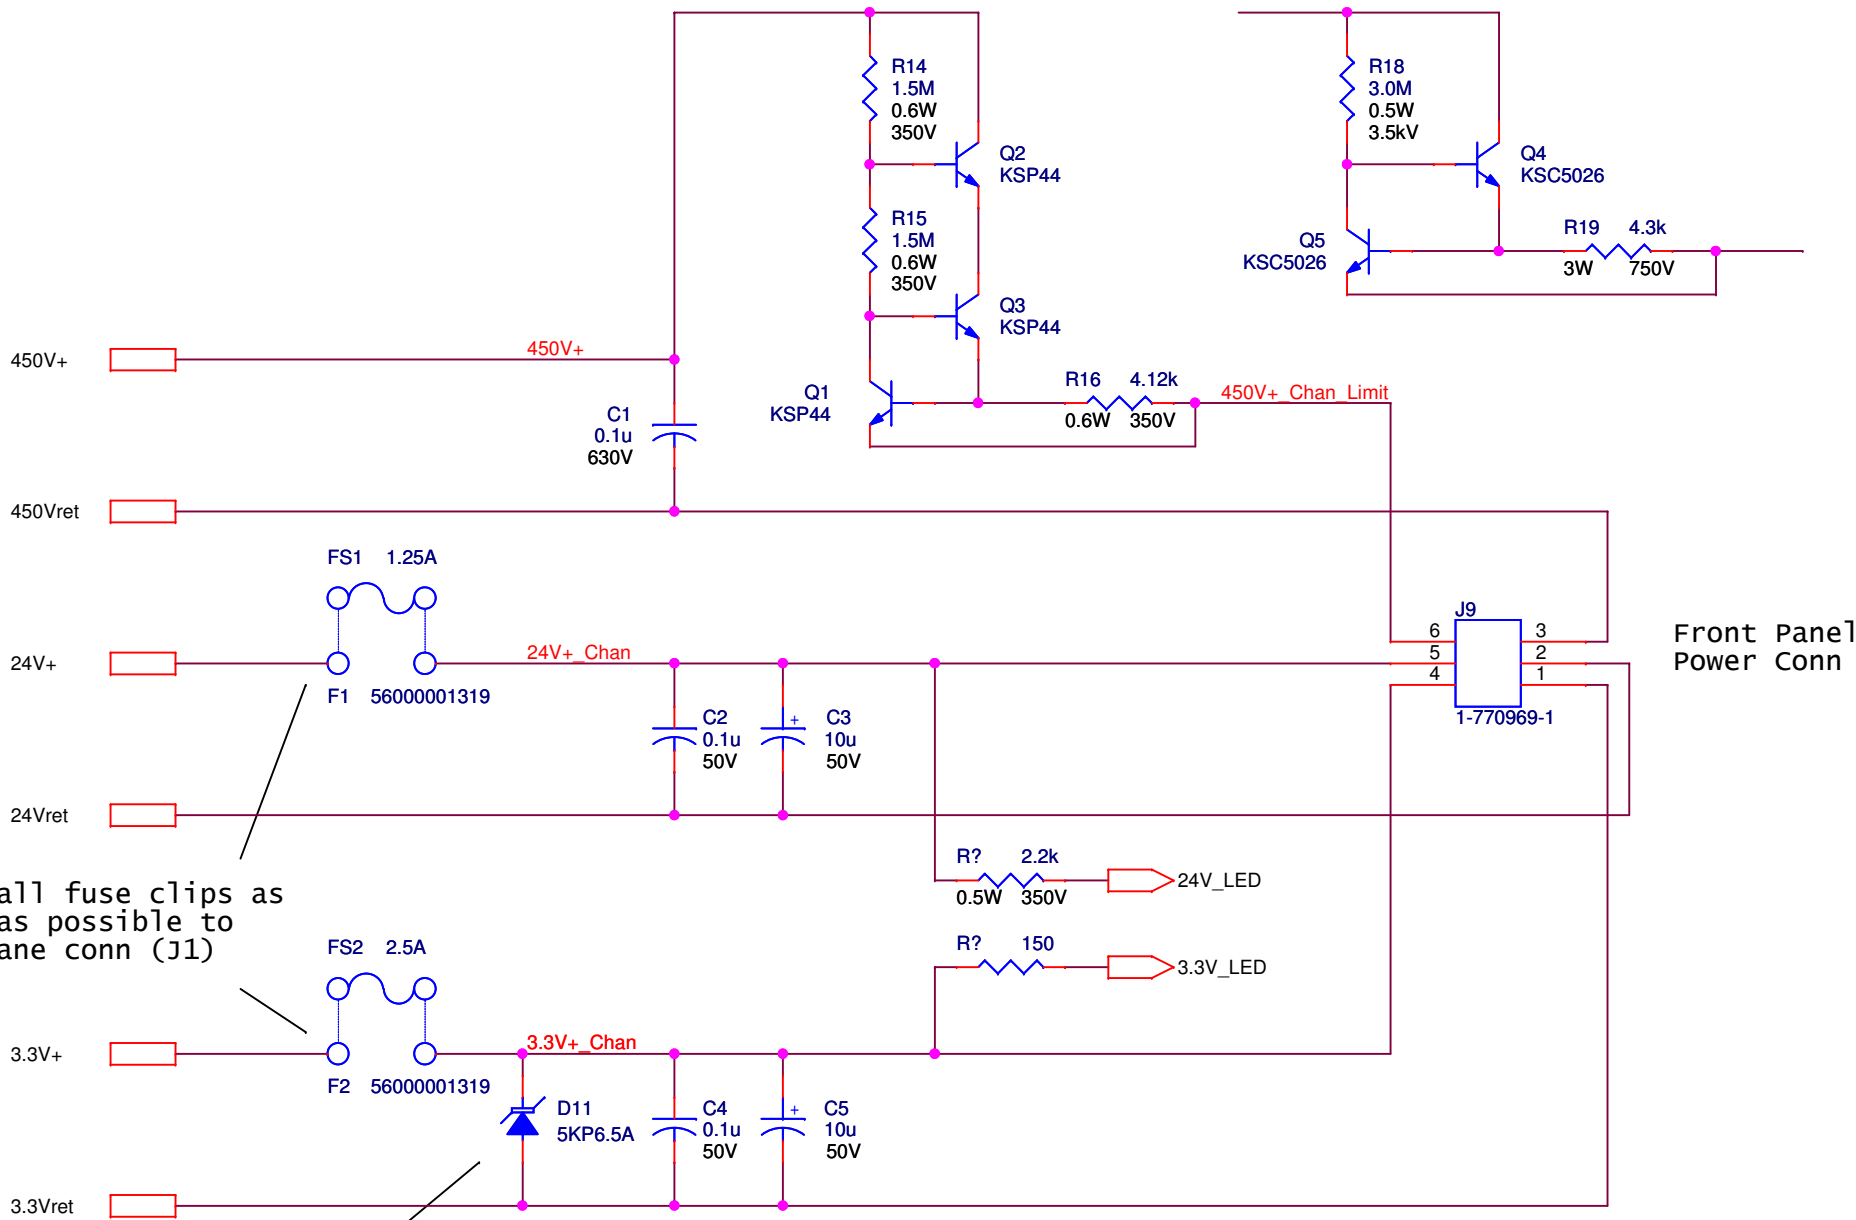 R14
1.5M
0.6W
350V
Q2
KSP44
R15
1.5M
0.6W
350V
Q3
KSP44
R18
3.0M
0.5W
3.5kV
Q4
KSC5026
Q5
KSC5026
R19 4.3k
3W 750V
450V+
450V+
Q1
KSP44
R16 4.12k
0.6W 350V
450V+_Chan_Limit
C1
0.1u
630V
450Vret
FS1 1.25A
24V+
F1 56000001319
24V+_Chan
C2
0.1u
50V
+
C3
10u
50V
J9
6
5
4
3
2
1
1-770969-1
Front Panel
Power Conn
24Vret
R? 2.2k
0.5W 350V
24V_LED
all fuse clips as
as possible to
ane conn (J1)
R? 150
3.3V_LED
FS2 2.5A
3.3V+
F2 56000001319
3.3V+_Chan
D11
5KP6.5A
C4
0.1u
50V
+
C5
10u
50V
3.3Vret